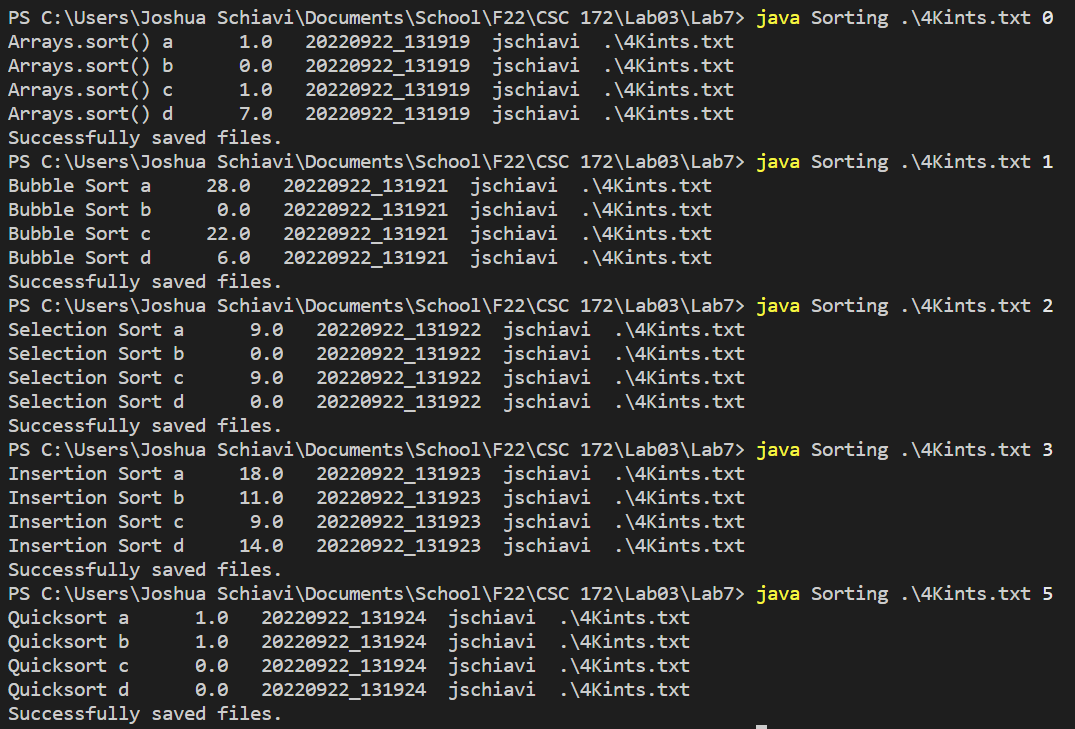 PS C:\Users\Joshua Schiavi\Documents\School\F22\CSC 172\Lab03\Lab7> java Sorting .\4Kints.txt 0
Arrays.sort() a      1.0   20220922_131919  jschiavi  .\4Kints.txt
Arrays.sort() b      0.0   20220922_131919  jschiavi  .\4Kints.txt
Arrays.sort() c      1.0   20220922_131919  jschiavi  .\4Kints.txt
Arrays.sort() d      7.0   20220922_131919  jschiavi  .\4Kints.txt
Successfully saved files.
PS C:\Users\Joshua Schiavi\Documents\School\F22\CSC 172\Lab03\Lab7> java Sorting .\4Kints.txt 1
Bubble Sort a     28.0   20220922_131921  jschiavi  .\4Kints.txt
Bubble Sort b      0.0   20220922_131921  jschiavi  .\4Kints.txt
Bubble Sort c     22.0   20220922_131921  jschiavi  .\4Kints.txt
Bubble Sort d      6.0   20220922_131921  jschiavi  .\4Kints.txt
Successfully saved files.
PS C:\Users\Joshua Schiavi\Documents\School\F22\CSC 172\Lab03\Lab7> java Sorting .\4Kints.txt 2
Selection Sort a      9.0   20220922_131922  jschiavi  .\4Kints.txt
Selection Sort b      0.0   20220922_131922  jschiavi  .\4Kints.txt
Selection Sort c      9.0   20220922_131922  jschiavi  .\4Kints.txt
Selection Sort d      0.0   20220922_131922  jschiavi  .\4Kints.txt
Successfully saved files.
PS C:\Users\Joshua Schiavi\Documents\School\F22\CSC 172\Lab03\Lab7> java Sorting .\4Kints.txt 3
Insertion Sort a     18.0   20220922_131923  jschiavi  .\4Kints.txt
Insertion Sort b     11.0   20220922_131923  jschiavi  .\4Kints.txt
Insertion Sort c      9.0   20220922_131923  jschiavi  .\4Kints.txt
Insertion Sort d     14.0   20220922_131923  jschiavi  .\4Kints.txt
Successfully saved files.
PS C:\Users\Joshua Schiavi\Documents\School\F22\CSC 172\Lab03\Lab7> java Sorting .\4Kints.txt 5
Quicksort a      1.0   20220922_131924  jschiavi  .\4Kints.txt
Quicksort b      1.0   20220922_131924  jschiavi  .\4Kints.txt
Quicksort c      0.0   20220922_131924  jschiavi  .\4Kints.txt
Quicksort d      0.0   20220922_131924  jschiavi  .\4Kints.txt
Successfully saved files.